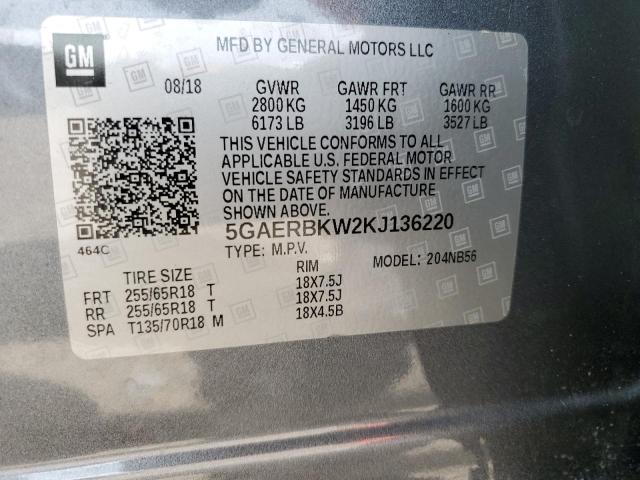 GM
MFD BY GENERAL MOTORS LLC
08/18 GVWR GAWR FRT GAWR RR
2800 KG 1450 KG 1600 KG
6173 LB 3196 LB 3527 LB
THIS VEHICLE CONFORMS TO ALL
APPLICABLE U.S. FEDERAL MOTOR
VEHICLE SAFETY STANDARDS IN EFFECT
ON THE DATE OF MANUFACTURE
SHOWN ABOVE.
5GAERBKW2KJ136220
464C
TYPE: M.P.V. MODEL: 204NB56
TIRE SIZE RIM
FRT 255/65R18 T 18X7.5J
RR 255/65R18 T 18X7.5J
SPA T135/70R18 M 18X4.5B